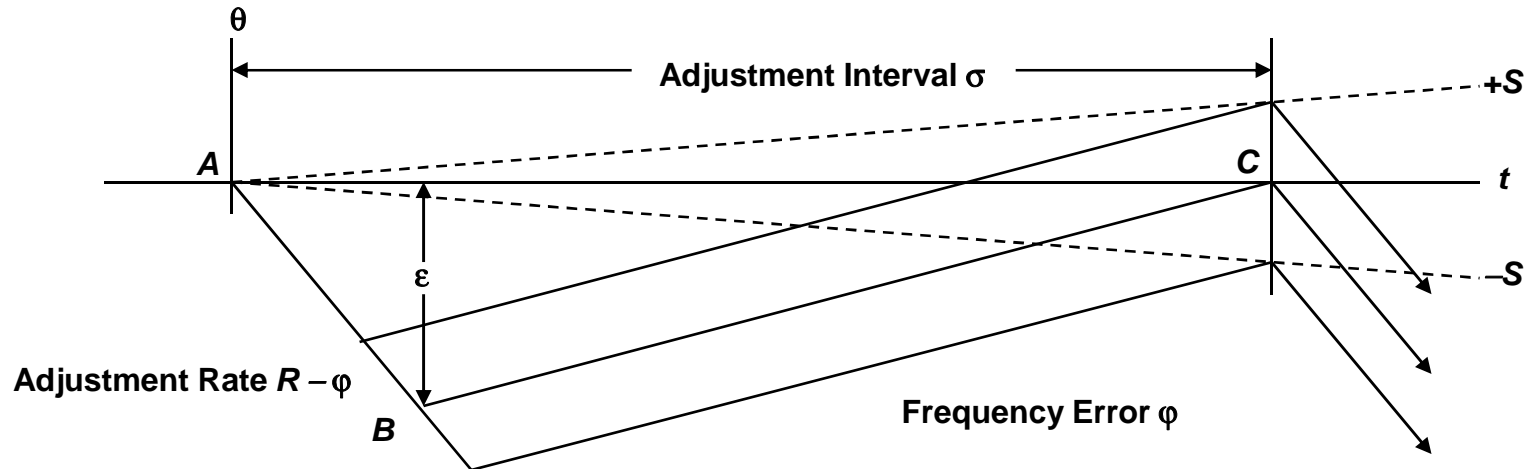 θ
Adjustment Interval σ
+S
A
C
t
ε
–S
Adjustment Rate R – φ
B
Frequency Error φ